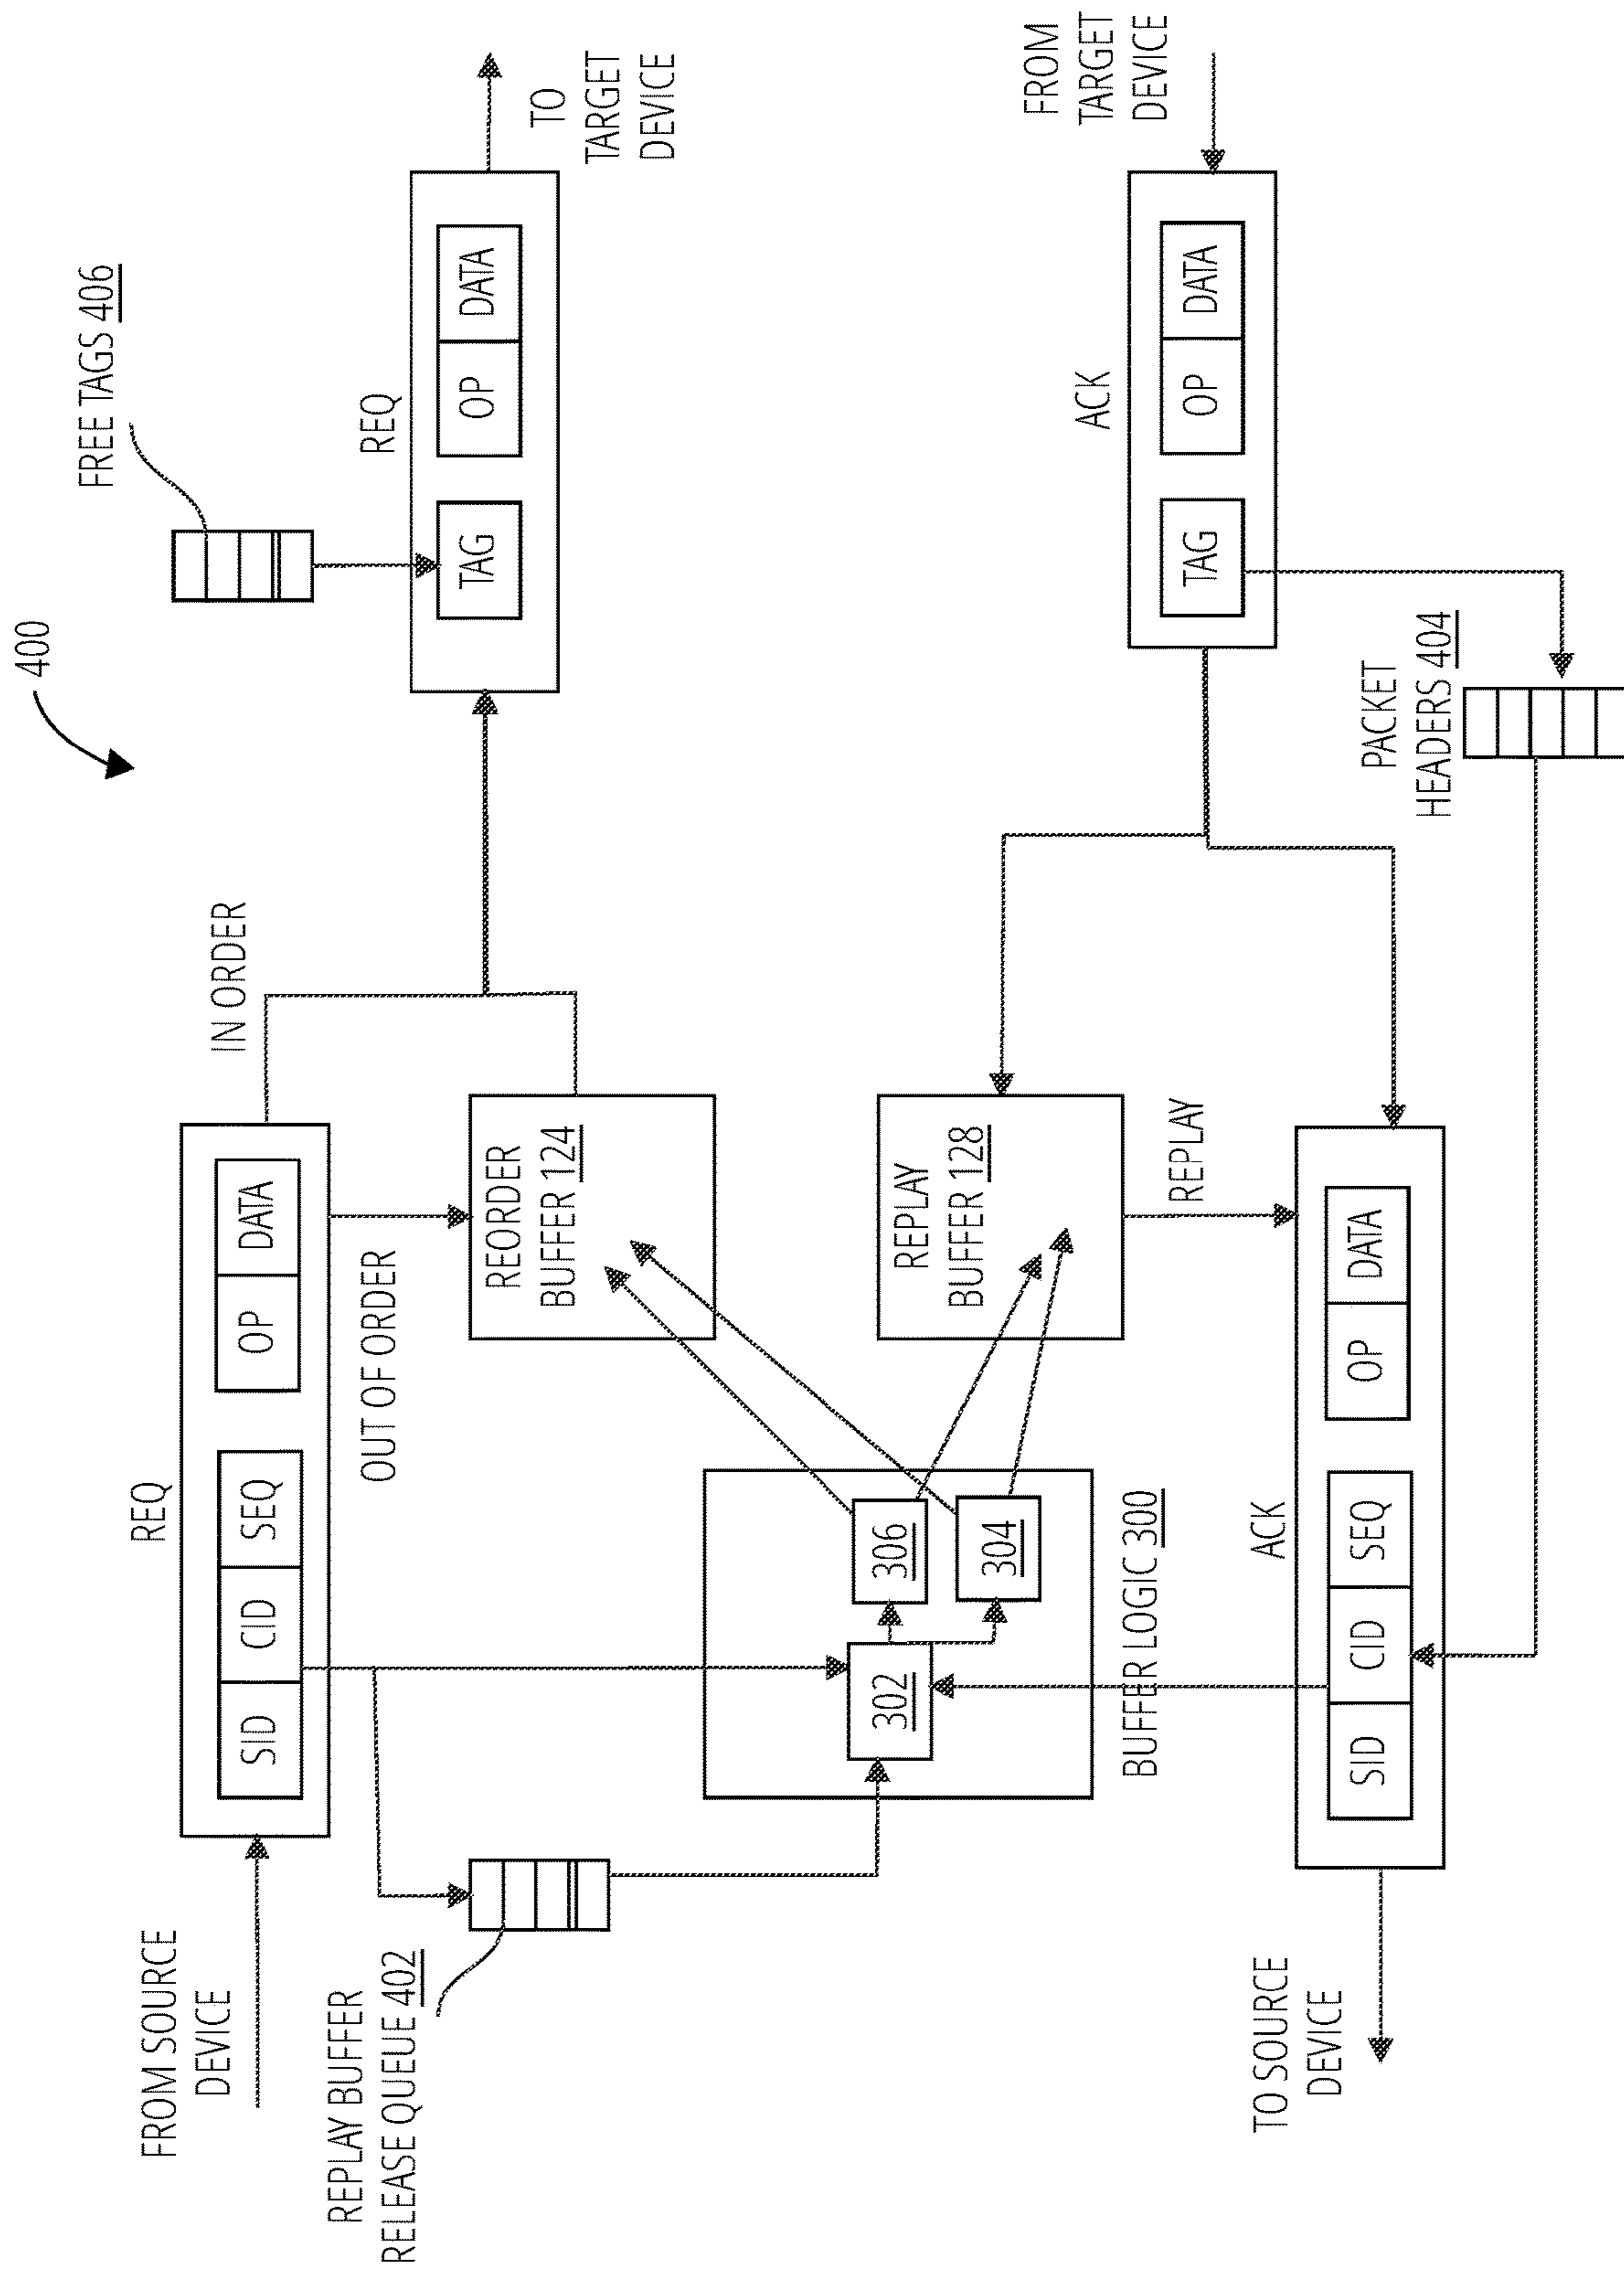 400
FROM SOURCE
DEVICE
REQ
SID
CID
SEQ
OP
DATA
IN ORDER
OUT OF ORDER
FREE TAGS 406
REQ
TAG
OP
DATA
TO
TARGET
DEVICE
REPLAY BUFFER
RELEASE QUEUE 402
REORDER
BUFFER 124
302
306
304
BUFFER LOGIC 300
REPLAY
BUFFER 128
REPLAY
ACK
TAG
OP
DATA
FROM
TARGET
DEVICE
PACKET
HEADERS 404
ACK
SID
CID
SEQ
OP
DATA
TO SOURCE
DEVICE